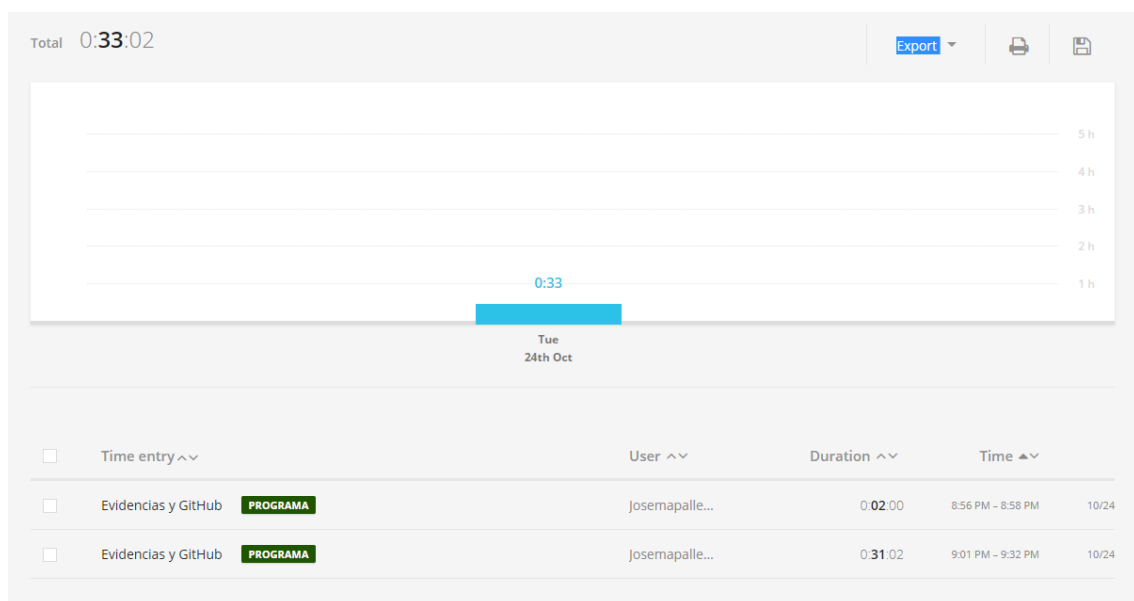 Total 0:33:02 Export
5 h
4 h
3 h
2 h
0:33 1 h
Tue
24th Oct
Time entry User Duration Time
Evidencias y GitHub PROGRAMA Josemapalle... 0:02:00 8:56 PM – 8:58 PM 10/24
Evidencias y GitHub PROGRAMA Josemapalle... 0:31:02 9:01 PM – 9:32 PM 10/24